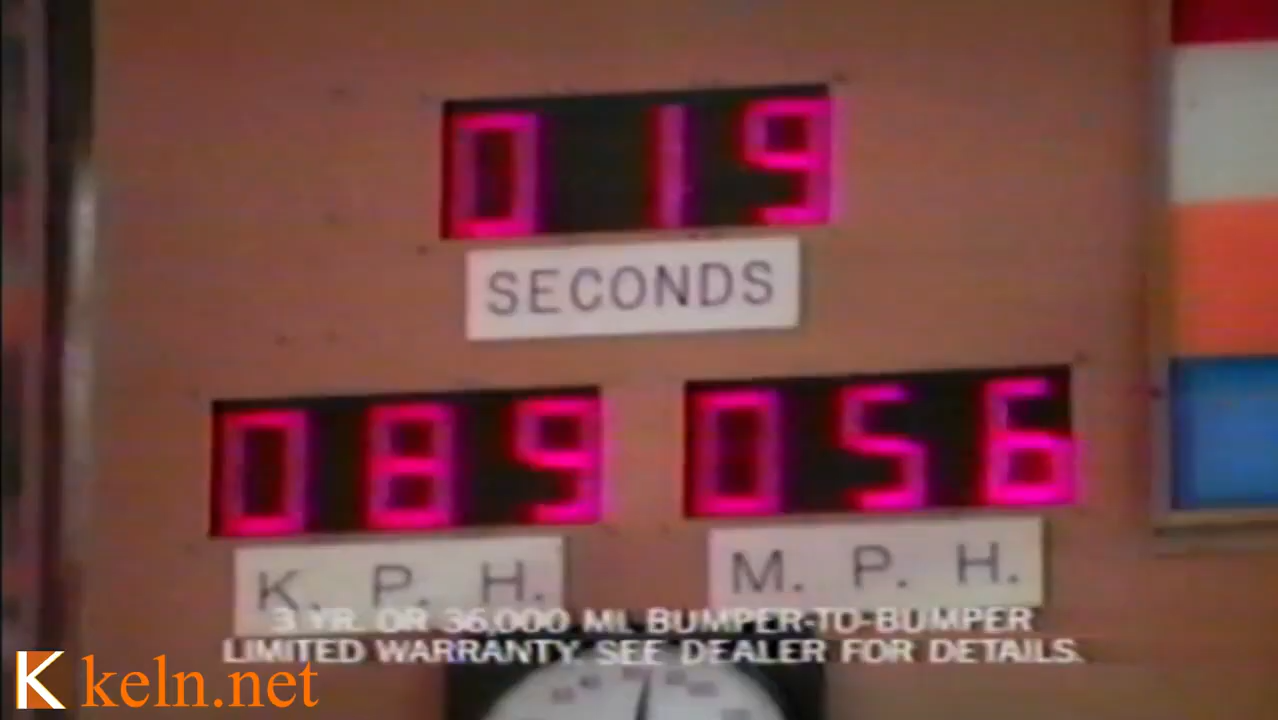 019
SECONDS
089 056
K. P. H. M. P. H.
3 YR. OR 36,000 MI. BUMPER-TO-BUMPER
LIMITED WARRANTY. SEE DEALER FOR DETAILS.
K keln.net